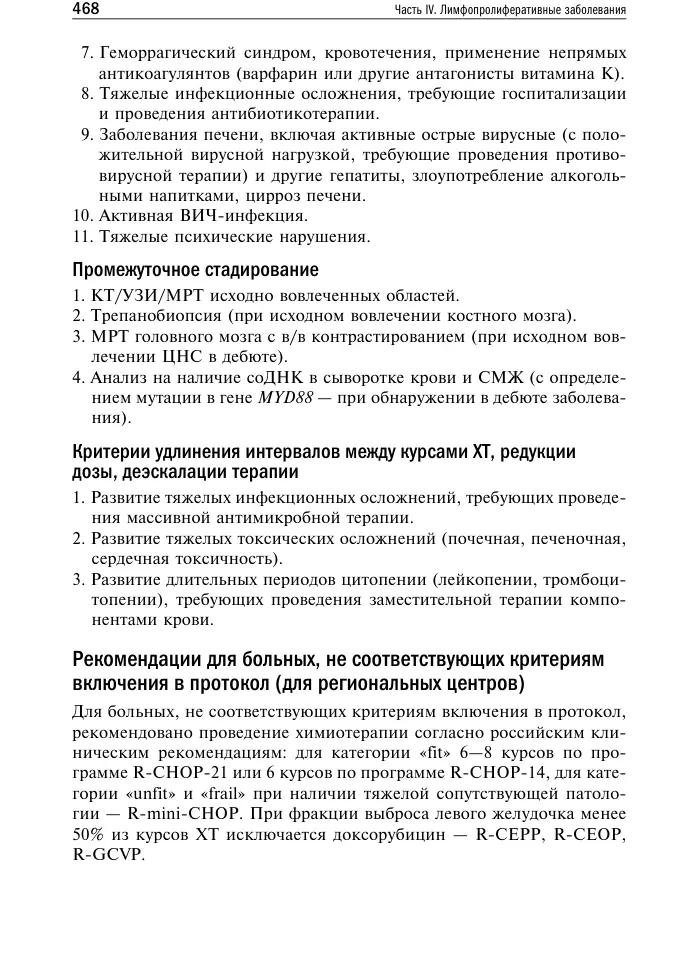 468
Часть IV. Лимфопролиферативные заболевания
7. Геморрагический синдром, кровотечения, применение непрямых
антикоагулянтов (варфарин или другие антагонисты витамина К).
8. Тяжелые инфекционные осложнения, требующие госпитализации
и проведения антибиотикотерапии.
9. Заболевания печени, включая активные острые вирусные (с поло-
жительной вирусной нагрузкой, требующие проведения противо-
вирусной терапии) и другие гепатиты, злоупотребление алкоголь-
ными напитками, цирроз печени.
10. Активная ВИЧ-инфекция.
11. Тяжелые психические нарушения.
Промежуточное стадирование
1. КТ/УЗИ/МРТ исходно вовлеченных областей.
2. Трепанобиопсия (при исходном вовлечении костного мозга).
3. МРТ головного мозга с в/в контрастированием (при исходном вов-
лечении ЦНС в дебюте).
4. Анализ на наличие соДНК в сыворотке крови и СМЖ (с определе-
нием мутации в гене MYD88 — при обнаружении в дебюте заболева-
ния).
Критерии удлинения интервалов между курсами ХТ, редукции
дозы, деэскалации терапии
1. Развитие тяжелых инфекционных осложнений, требующих проведе-
ния массивной антимикробной терапии.
2. Развитие тяжелых токсических осложнений (почечная, печеночная,
сердечная токсичность).
3. Развитие длительных периодов цитопении (лейкопении, тромбоци-
топении), требующих проведения заместительной терапии компо-
нентами крови.
Рекомендации для больных, не соответствующих критериям
включения в протокол (для региональных центров)
Для больных, не соответствующих критериям включения в протокол,
рекомендовано проведение химиотерапии согласно российским кли-
ническим рекомендациям: для категории «fit» 6—8 курсов по про-
грамме R-CHOP-21 или 6 курсов по программе R-CHOP-14, для кате-
гории «unfit» и «frail» при наличии тяжелой сопутствующей патоло-
гии — R-mini-CHOP. При фракции выброса левого желудочка менее
50% из курсов ХТ исключается доксорубицин — R-CEPP, R-CEOP,
R-GCVP.